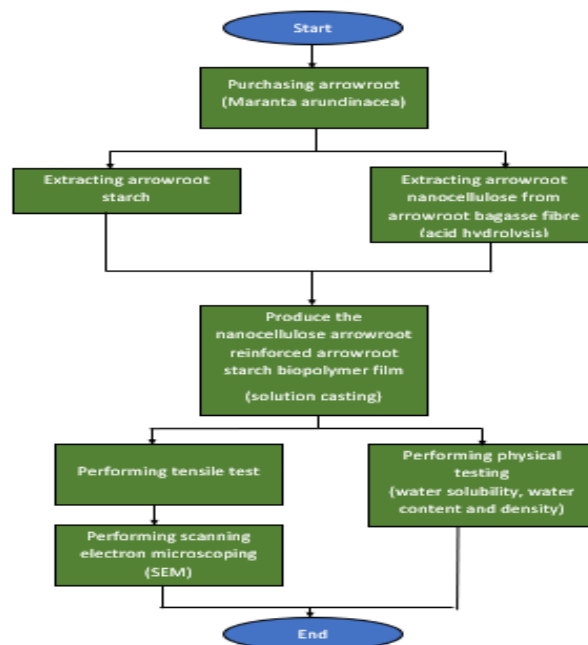 Start
Purchasing arrowroot
(Maranta arundinacea)
Extracting arrowroot
starch
Extracting arrowroot
nanocellulose from
arrowroot bagasse fibre
(acid hydrolysis)
Produce the
nanocellulose arrowroot
reinforced arrowroot
starch biopolymer film
(solution casting)
Performing tensile test
Performing physical
testing
(water solubility, water
content and density)
Performing scanning
electron microscoping
(SEM)
End